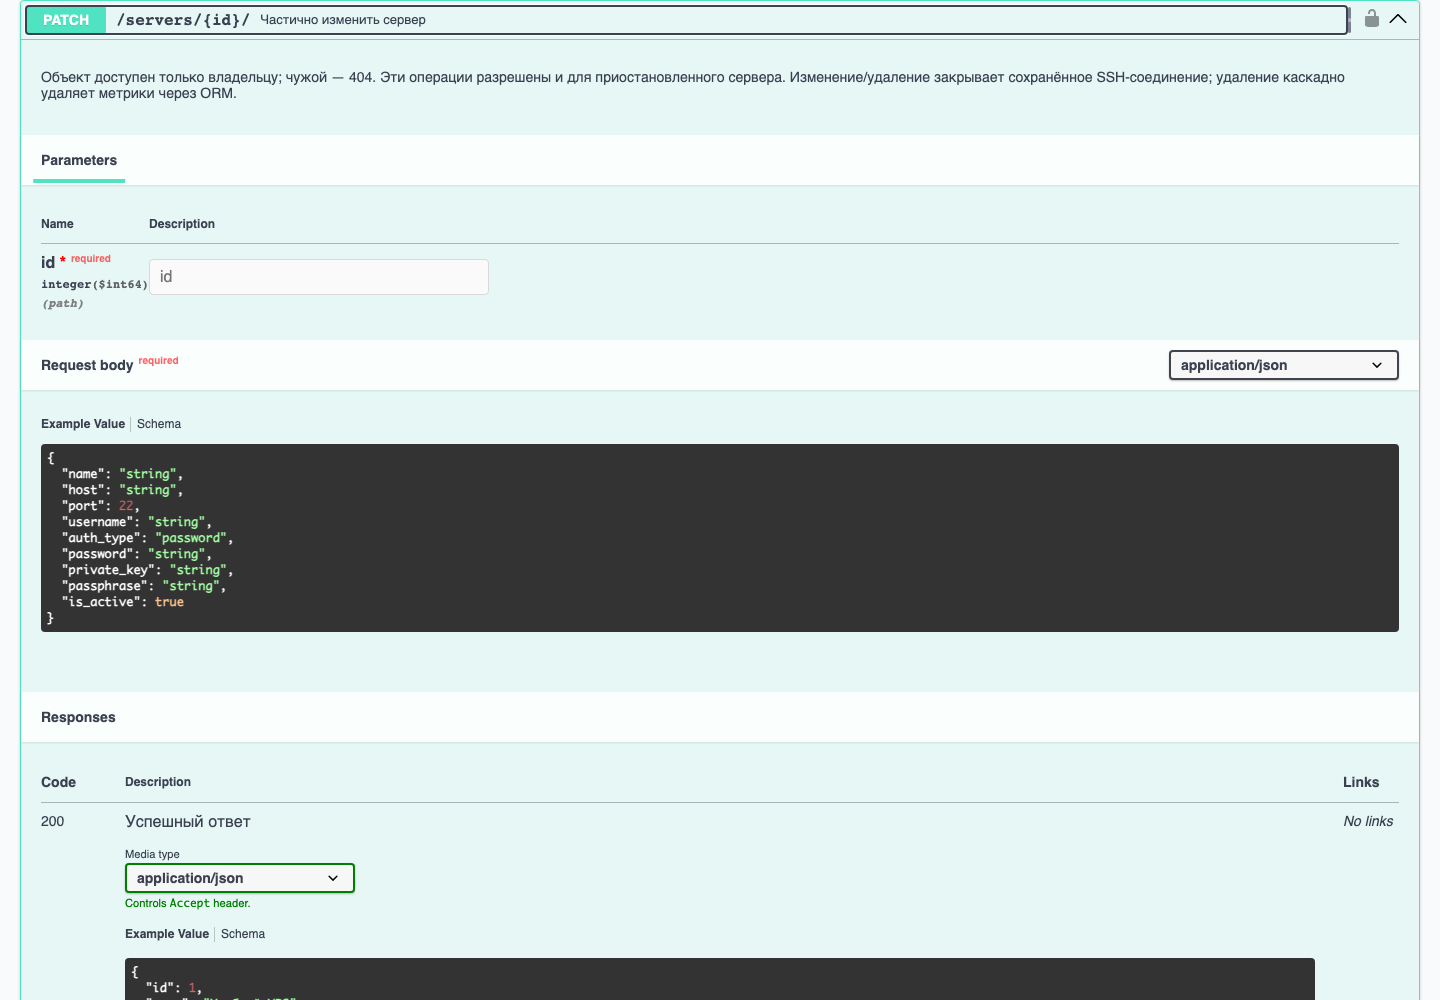 PATCH /servers/{id}/ Частично изменить сервер
Объект доступен только владельцу; чужой — 404. Эти операции разрешены и для приостановленного сервера. Изменение/удаление закрывает сохранённое SSH-соединение; удаление каскадно
удаляет метрики через ORM.
Parameters
Name Description
id * required
id
integer($int64)
(path)
Request body required
application/json
Example Value Schema
{
"name": "string",
"host": "string",
"port": 22,
"username": "string",
"auth_type": "password",
"password": "string",
"private_key": "string",
"passphrase": "string",
"is_active": true
}
Responses
Code Description Links
200 Успешный ответ No links
Media type
application/json
Controls Accept header.
Example Value Schema
{
"id": 1,